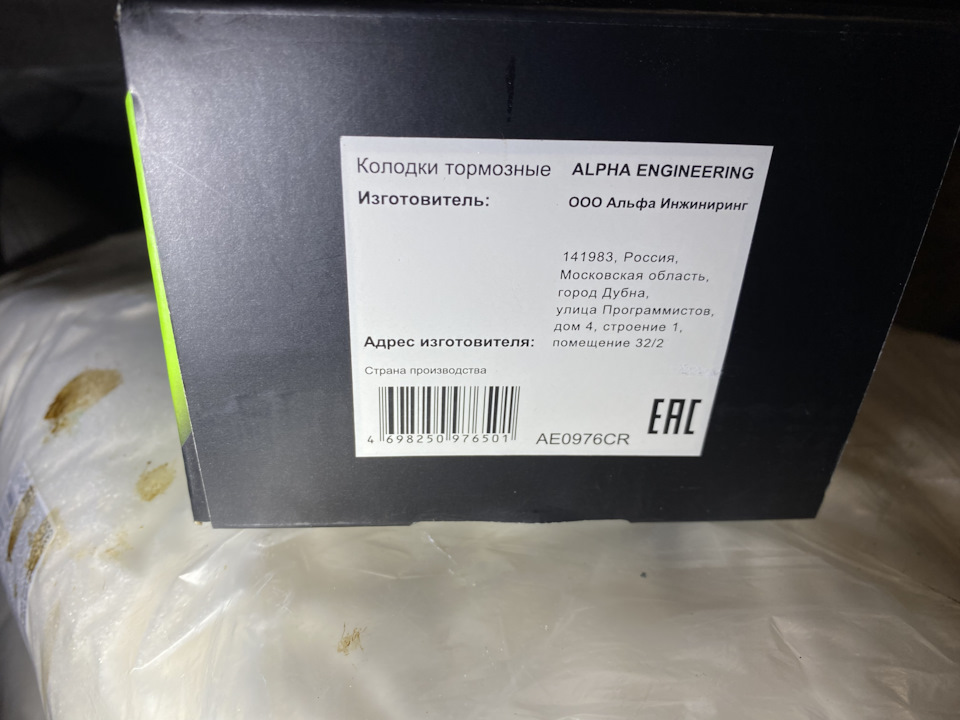 Колодки тормозные ALPHA ENGINEERING
Изготовитель: ООО Альфа Инжиниринг
141983, Россия,
Московская область,
город Дубна,
улица Программистов,
дом 4, строение 1,
Адрес изготовителя: помещение 32/2
Страна производства
4 698250 976501 AE0976CR EAC